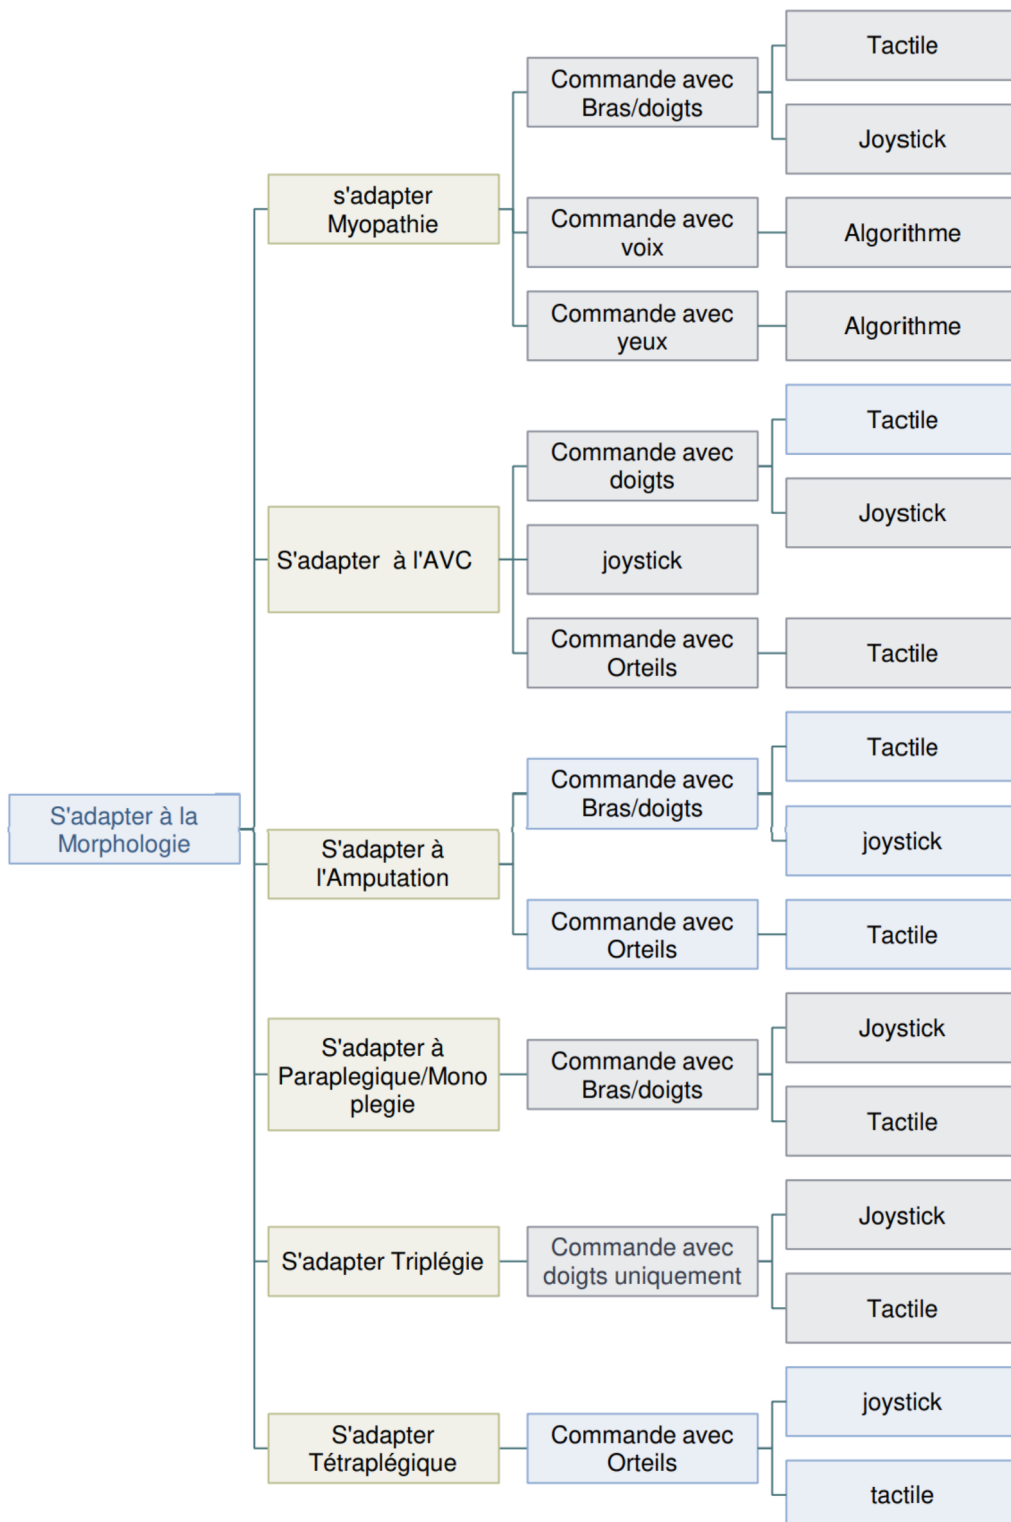 S'adapter à la
Morphologie
s'adapter
Myopathie
Commande avec
Bras/doigts
Tactile
Joystick
Commande avec
voix
Algorithme
Commande avec
yeux
Algorithme
S'adapter  à l'AVC
Commande avec
doigts
Tactile
Joystick
joystick
Commande avec
Orteils
Tactile
S'adapter à
l'Amputation
Commande avec
Bras/doigts
Tactile
joystick
Commande avec
Orteils
Tactile
S'adapter à
Paraplegique/Mono
plegie
Commande avec
Bras/doigts
Joystick
Tactile
S'adapter Triplégie
Commande avec
doigts uniquement
Joystick
Tactile
S'adapter
Tétraplégique
Commande avec
Orteils
joystick
tactile